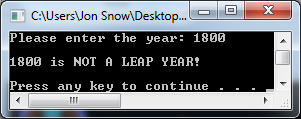 C:\Users\Jon Snow\Desktop...
Please enter the year: 1800
1800 is NOT A LEAP YEAR!
Press any key to continue . . .